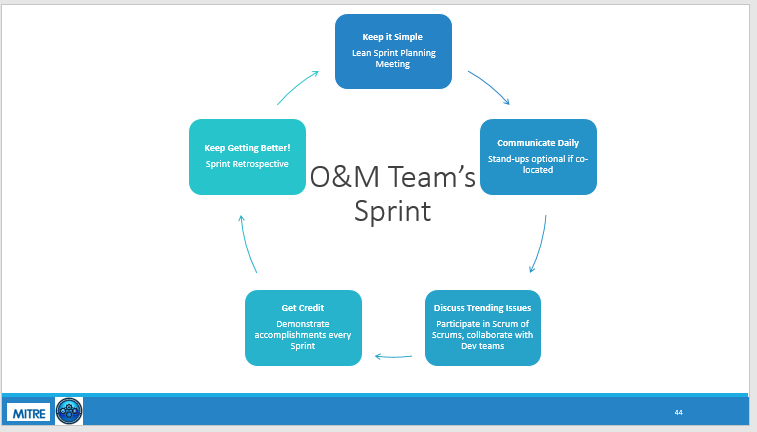 Keep it Simple
Lean Sprint Planning
Meeting
Communicate Daily
Stand-ups optional if co-
located
Discuss Trending Issues
Participate in Scrum of
Scrums, collaborate with
Dev teams
Get Credit
Demonstrate
accomplishments every
Sprint
Keep Getting Better!
Sprint Retrospective
O&M Team's
Sprint
MITRE
44